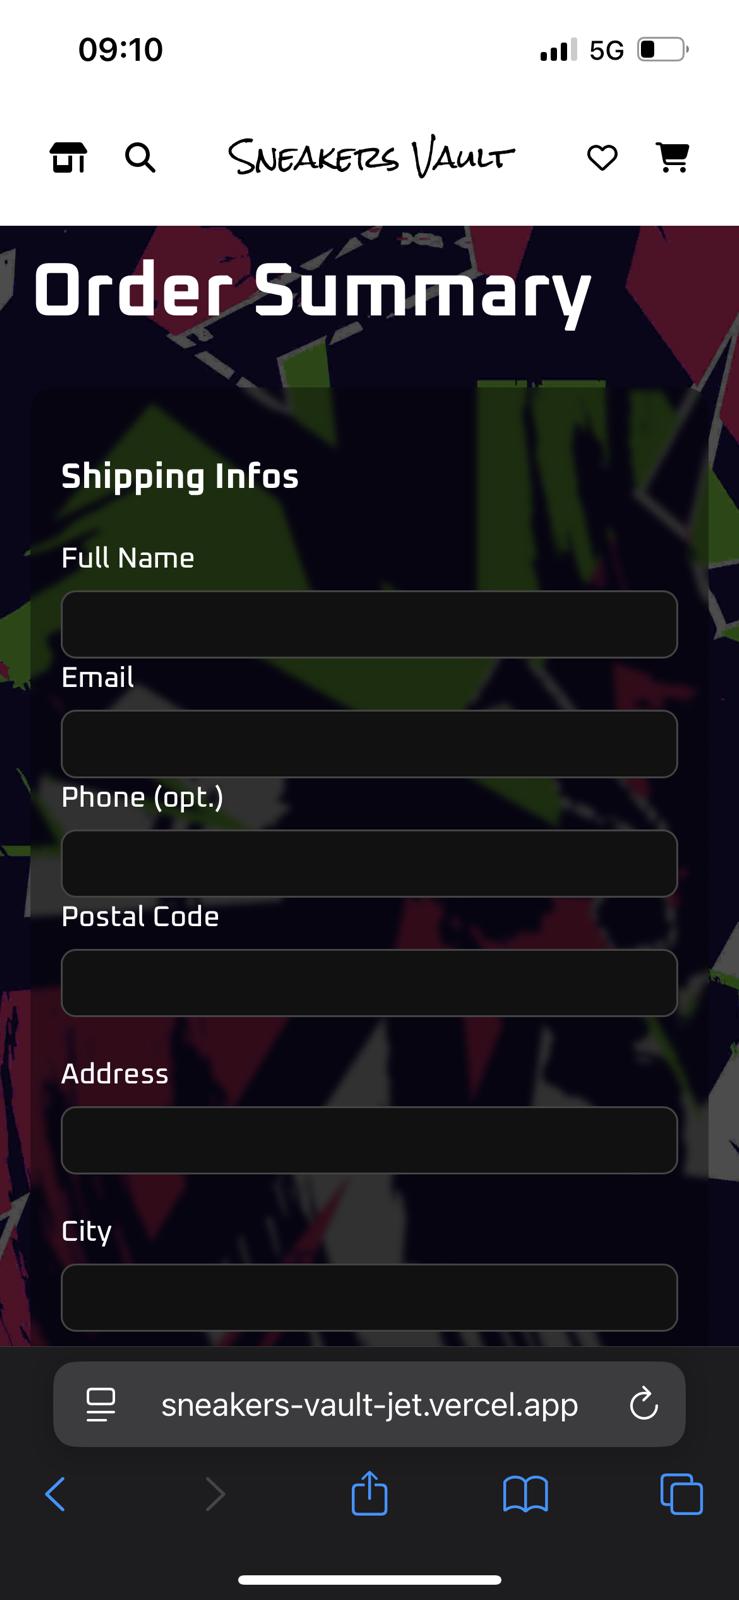 09:10 5G
Sneakers Vault
Order Summary
Shipping Infos
Full Name
Email
Phone (opt.)
Postal Code
Address
City
sneakers-vault-jet.vercel.app